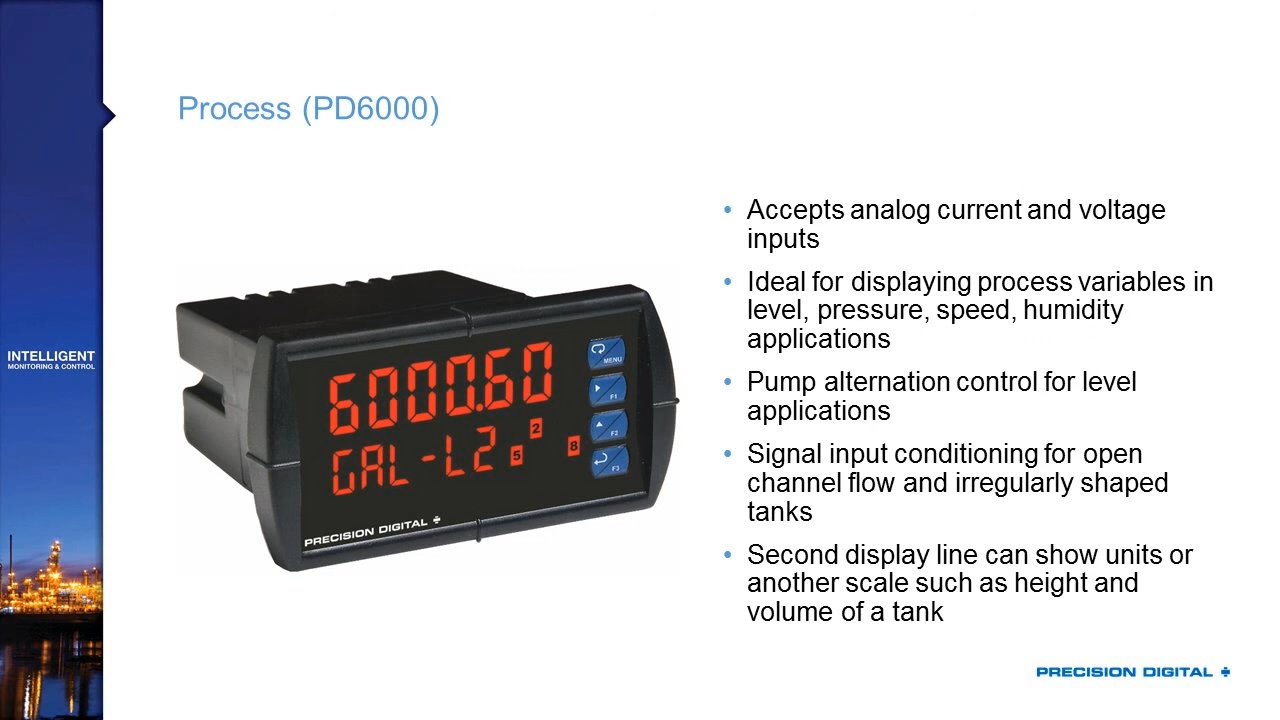 Process (PD6000)
INTELLIGENT
MONITORING & CONTROL
6000.60
GAL-L2
2
5
8
MENU
F1
F2
F3
PRECISION DIGITAL
• Accepts analog current and voltage
inputs
• Ideal for displaying process variables in
level, pressure, speed, humidity
applications
• Pump alternation control for level
applications
• Signal input conditioning for open
channel flow and irregularly shaped
tanks
• Second display line can show units or
another scale such as height and
volume of a tank
PRECISION DIGITAL